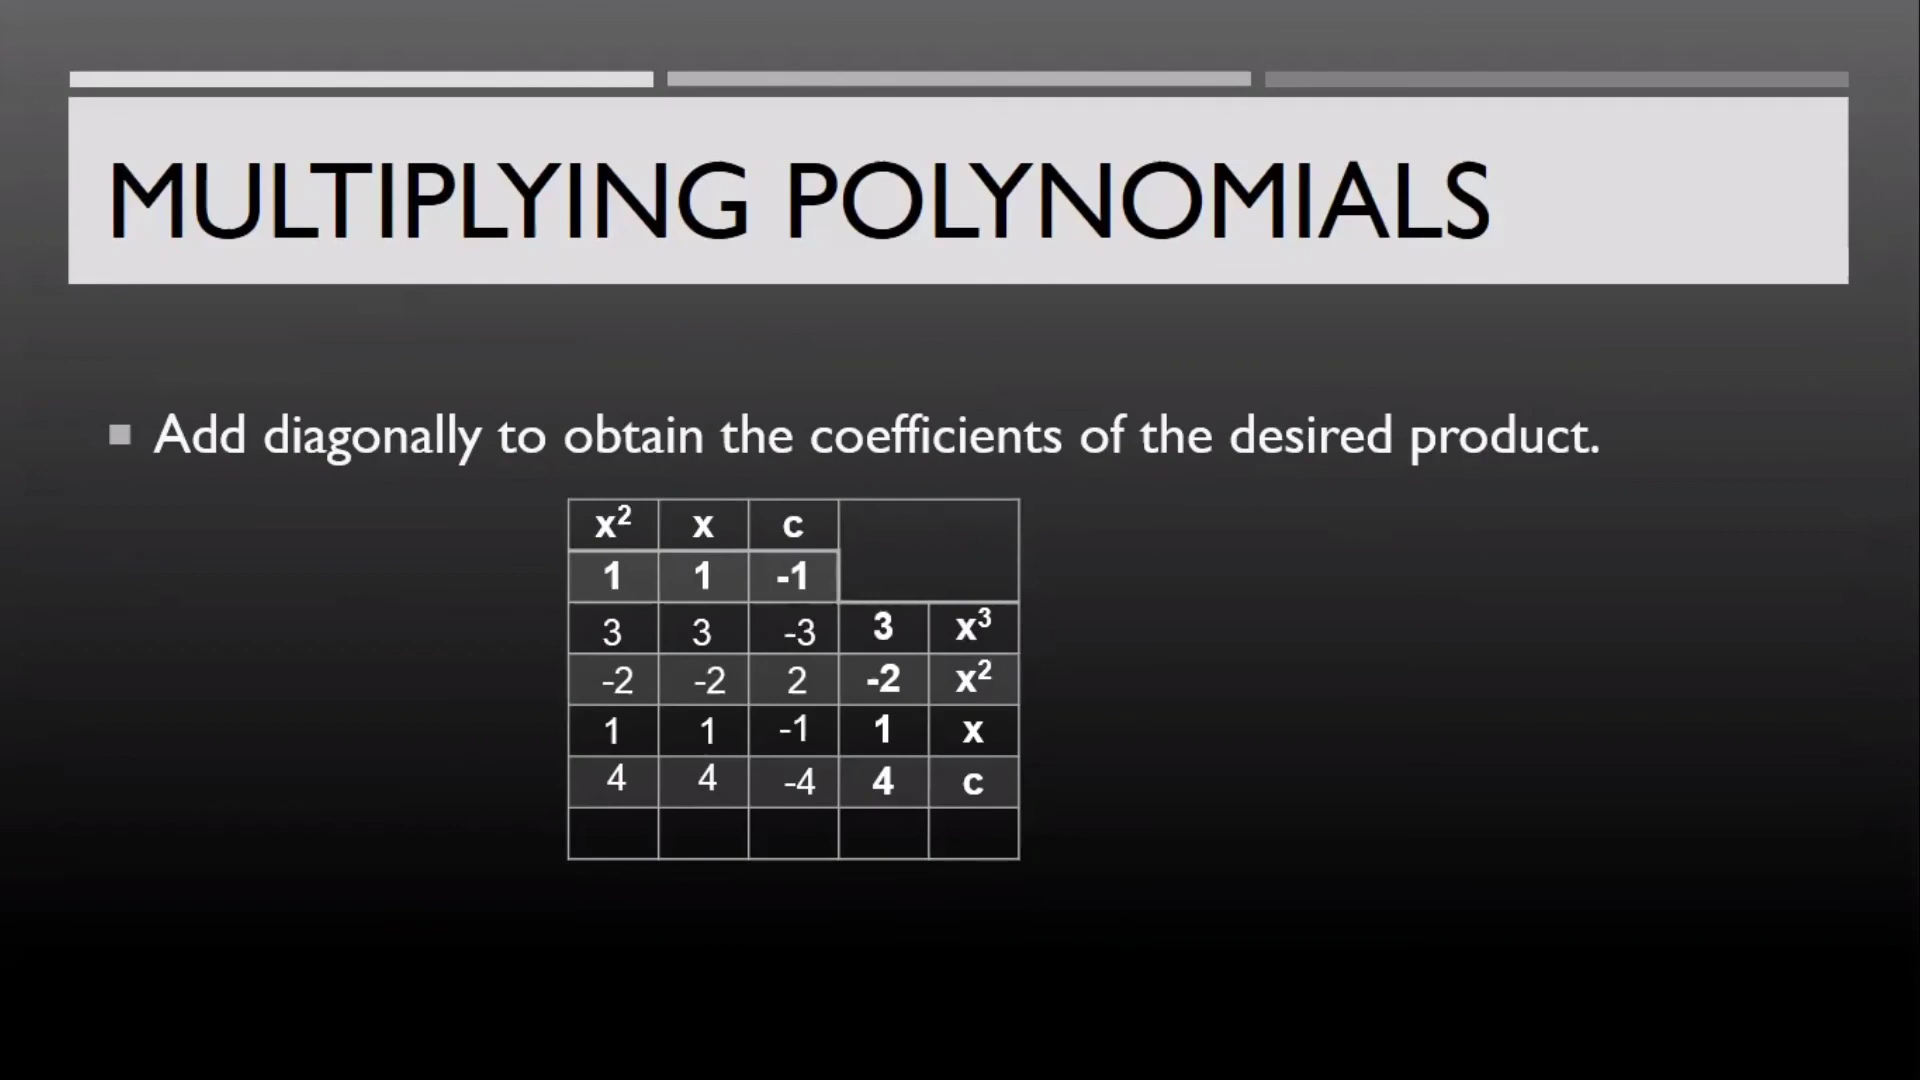 MULTIPLYING POLYNOMIALS
Add diagonally to obtain the coefficients of the desired product.
x² x c
1 1 -1
3 3 -3 3 x³
-2 -2 2 -2 x²
1 1 -1 1 x
4 4 -4 4 c